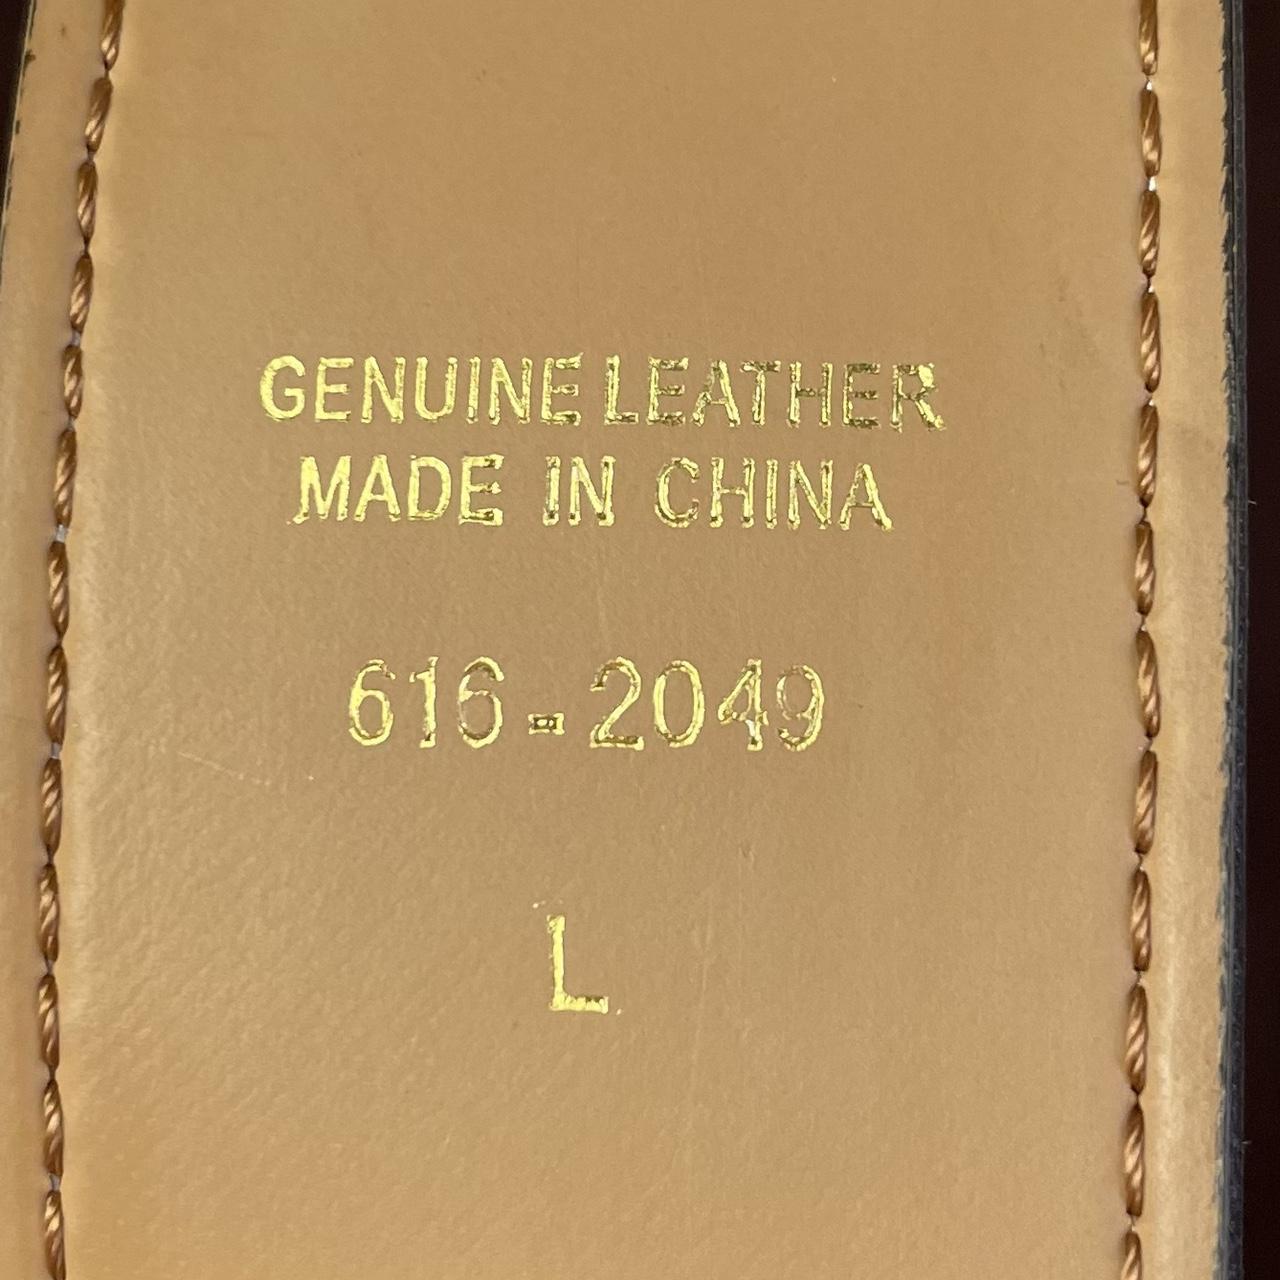 GENUINE LEATHER
MADE IN CHINA
616-2049
L